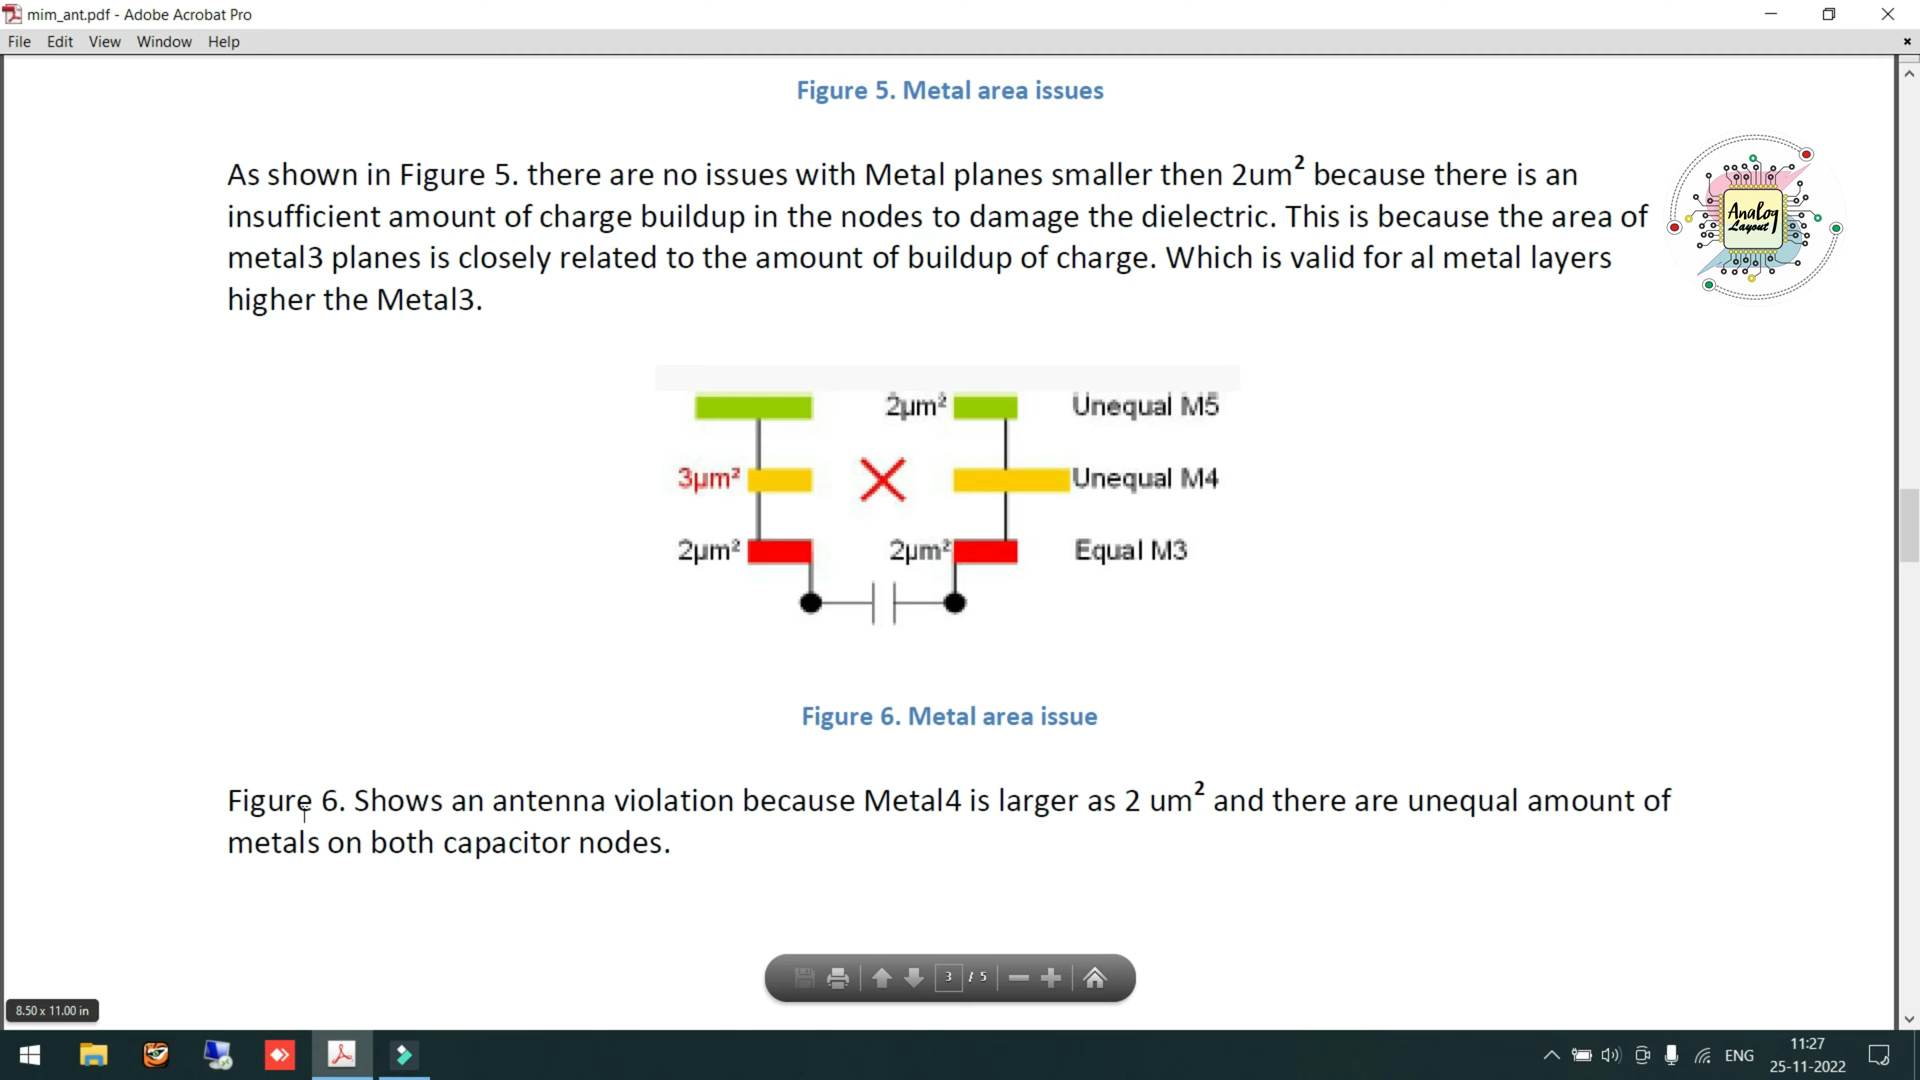 mim_ant.pdf - Adobe Acrobat Pro
File Edit View Window Help
Figure 5. Metal area issues
As shown in Figure 5. there are no issues with Metal planes smaller then 2um² because there is an
insufficient amount of charge buildup in the nodes to damage the dielectric. This is because the area of
metal3 planes is closely related to the amount of buildup of charge. Which is valid for al metal layers
higher the Metal3.
Analog
Layout
2µm² Unequal M5
3µm² Unequal M4
2µm² 2µm² Equal M3
Figure 6. Metal area issue
Figure 6. Shows an antenna violation because Metal4 is larger as 2 um² and there are unequal amount of
metals on both capacitor nodes.
3 / 5
8.50 x 11.00 in
ENG
11:27
25-11-2022